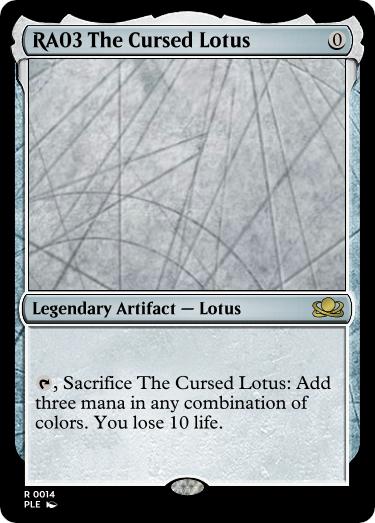 RA03 The Cursed Lotus 0
Legendary Artifact — Lotus
, Sacrifice The Cursed Lotus: Add
three mana in any combination of
colors. You lose 10 life.
R 0014
PLE